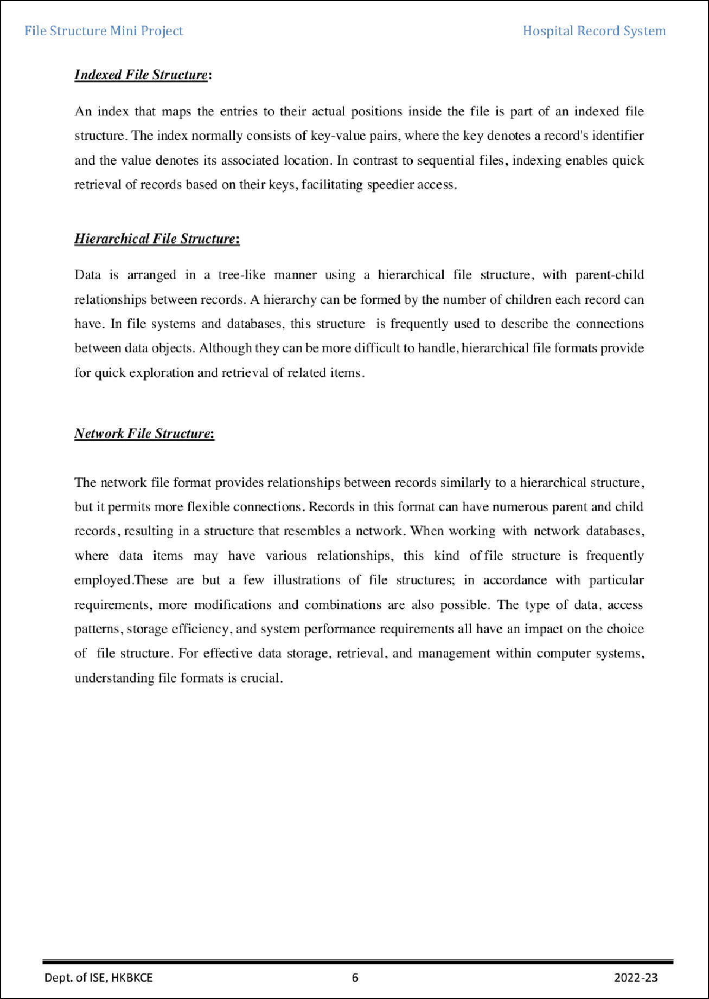 File Structure Mini Project Hospital Record System
Indexed File Structure:
An index that maps the entries to their actual positions inside the file is part of an indexed file
structure. The index normally consists of key-value pairs, where the key denotes a record's identifier
and the value denotes its associated location. In contrast to sequential files, indexing enables quick
retrieval of records based on their keys, facilitating speedier access.
Hierarchical File Structure:
Data is arranged in a tree-like manner using a hierarchical file structure, with parent-child
relationships between records. A hierarchy can be formed by the number of children each record can
have. In file systems and databases, this structure is frequently used to describe the connections
between data objects. Although they can be more difficult to handle, hierarchical file formats provide
for quick exploration and retrieval of related items.
Network File Structure:
The network file format provides relationships between records similarly to a hierarchical structure,
but it permits more flexible connections. Records in this format can have numerous parent and child
records, resulting in a structure that resembles a network. When working with network databases,
where data items may have various relationships, this kind of file structure is frequently
employed.These are but a few illustrations of file structures; in accordance with particular
requirements, more modifications and combinations are also possible. The type of data, access
patterns, storage efficiency, and system performance requirements all have an impact on the choice
of file structure. For effective data storage, retrieval, and management within computer systems,
understanding file formats is crucial.
Dept. of ISE, HKBKCE 6 2022-23